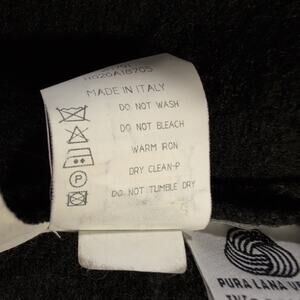 H020A1870S
MADE IN ITALY
DO NOT WASH
DO NOT BLEACH
WARM IRON
DRY CLEAN-P
DO NOT TUMBLE DRY
P
PURA LANA